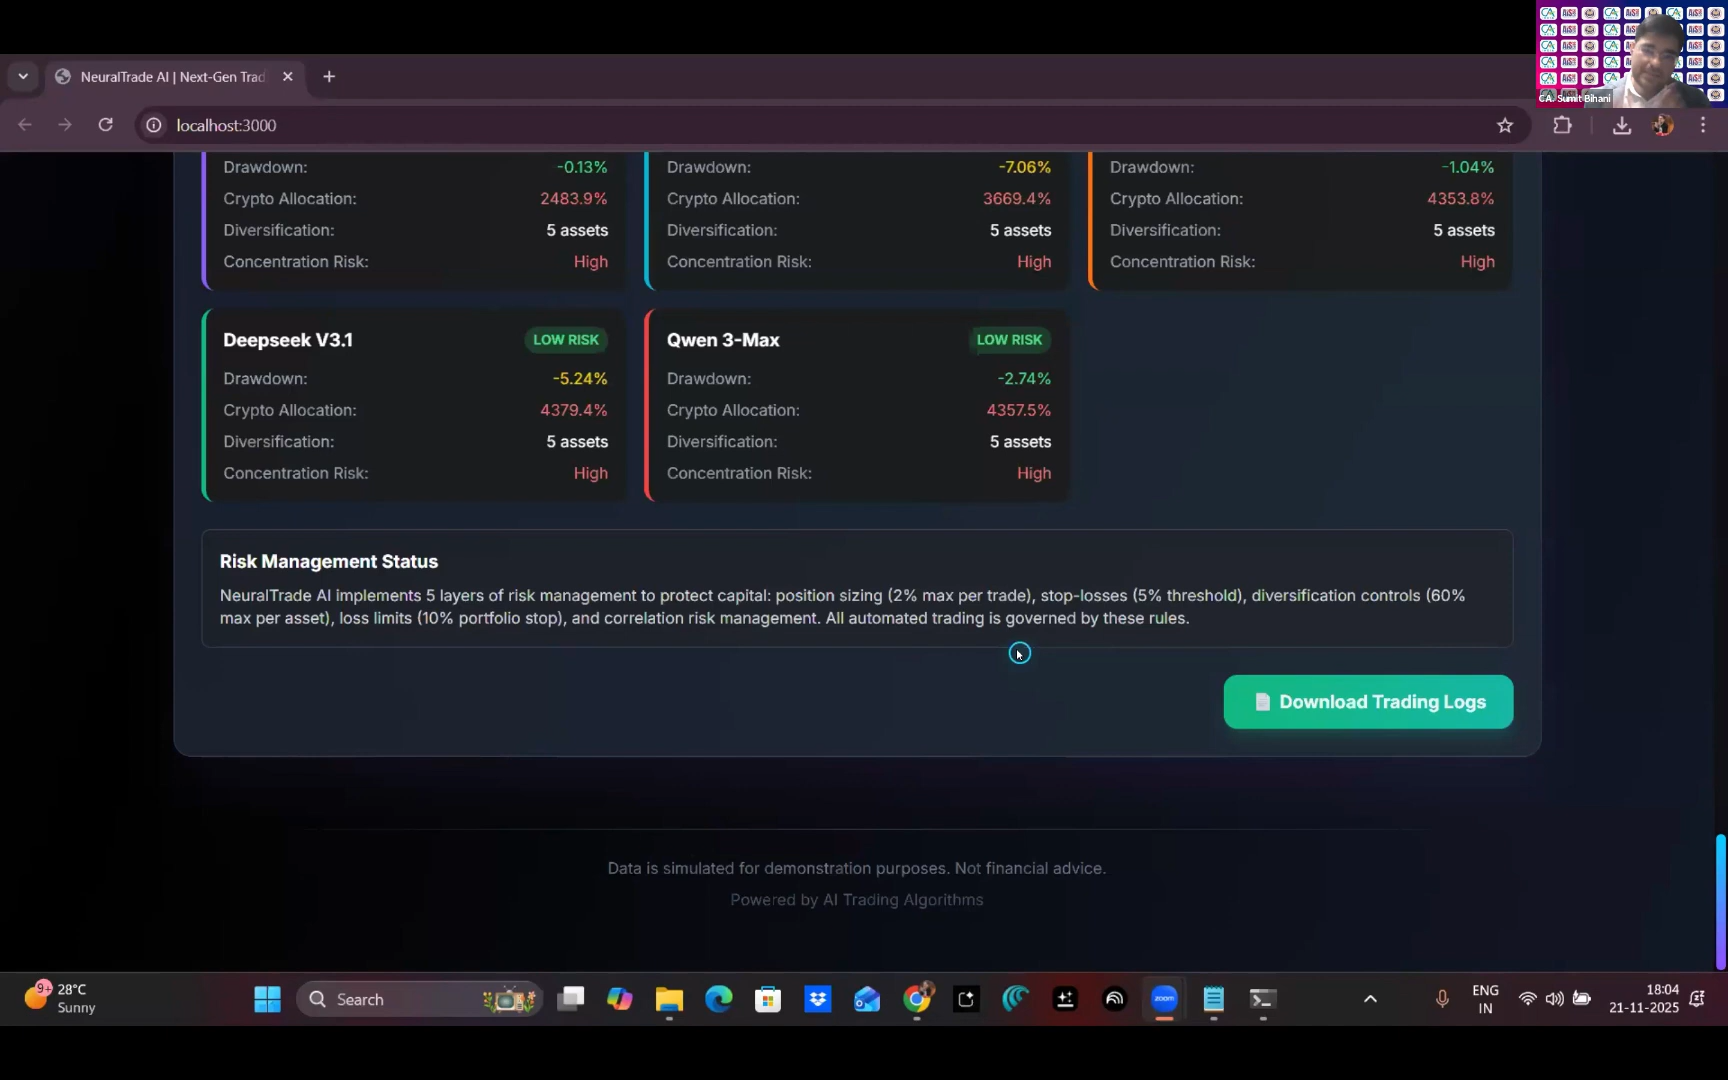 NeuralTrade AI | Next-Gen Trad
localhost:3000
CA. Sumit Bihani
Drawdown: -0.13%
Crypto Allocation: 2483.9%
Diversification: 5 assets
Concentration Risk: High
Drawdown: -7.06%
Crypto Allocation: 3669.4%
Diversification: 5 assets
Concentration Risk: High
Drawdown: -1.04%
Crypto Allocation: 4353.8%
Diversification: 5 assets
Concentration Risk: High
Deepseek V3.1 LOW RISK
Drawdown: -5.24%
Crypto Allocation: 4379.4%
Diversification: 5 assets
Concentration Risk: High
Qwen 3-Max LOW RISK
Drawdown: -2.74%
Crypto Allocation: 4357.5%
Diversification: 5 assets
Concentration Risk: High
Risk Management Status
NeuralTrade AI implements 5 layers of risk management to protect capital: position sizing (2% max per trade), stop-losses (5% threshold), diversification controls (60%
max per asset), loss limits (10% portfolio stop), and correlation risk management. All automated trading is governed by these rules.
Download Trading Logs
Data is simulated for demonstration purposes. Not financial advice.
Powered by AI Trading Algorithms
9+
28°C
Sunny
Search
zoom
ENG
IN
18:04
21-11-2025